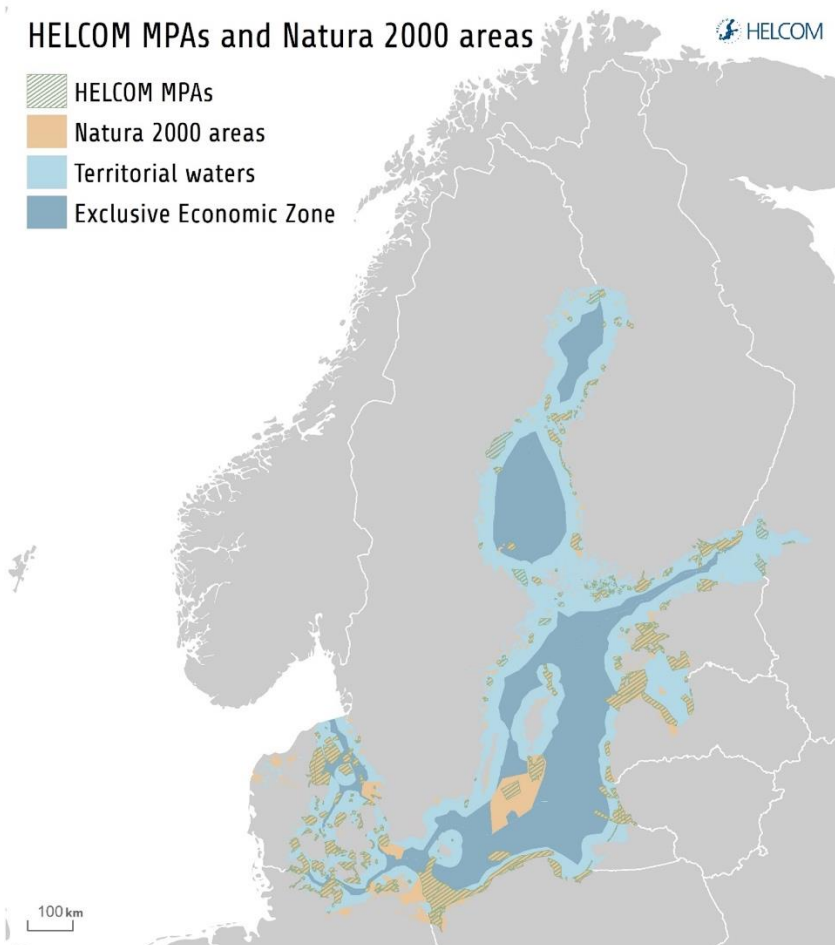 HELCOM MPAs and Natura 2000 areas
HELCOM
HELCOM MPAs
Natura 2000 areas
Territorial waters
Exclusive Economic Zone
100 km